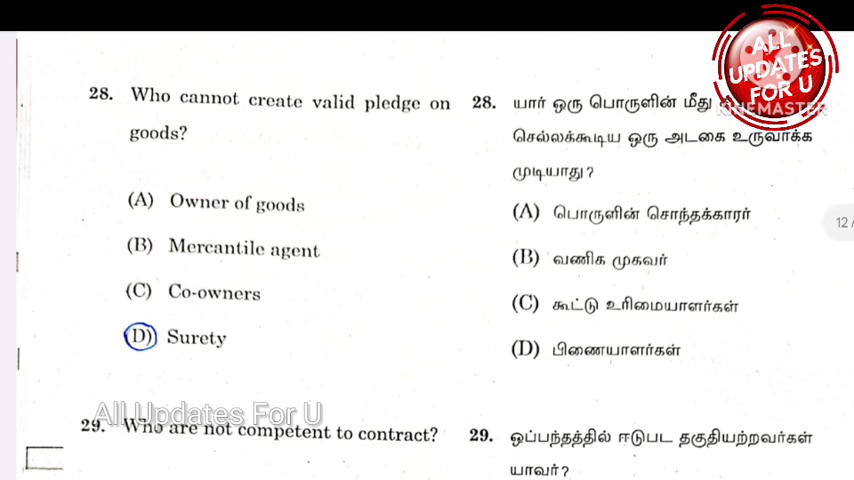 ALL
UPDATES
FOR U
KINEMASTER
28. Who cannot create valid pledge on
goods?
(A) Owner of goods
(B) Mercantile agent
(C) Co-owners
(D) Surety
29. Who are not competent to contract?
28. யார் ஒரு பொருளின் மீது
செல்லக்கூடிய ஒரு அடகை உருவாக்க
முடியாது?
(A) பொருளின் சொந்தக்காரர்
(B) வணிக முகவர்
(C) கூட்டு உரிமையாளர்கள்
(D) பிணையாளர்கள்
29. ஒப்பந்தத்தில் ஈடுபட தகுதியற்றவர்கள்
யாவர்?
All Updates For U
12/